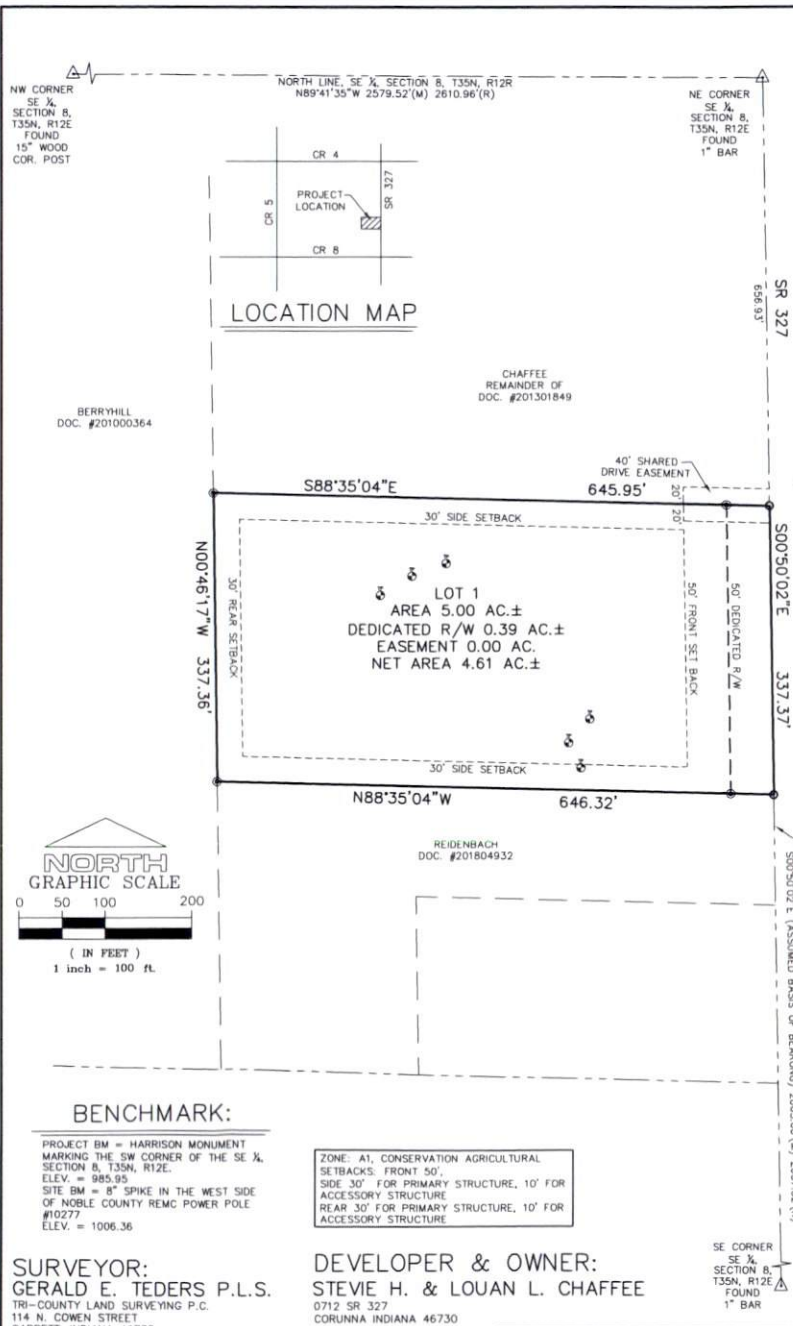 NORTH LINE, SE ¼, SECTION 8, T35N, R12R
N89°41'35"W 2579.52'(M) 2610.96'(R)
NW CORNER
SE ¼,
SECTION 8,
T35N, R12E
FOUND
15" WOOD
COR. POST
NE CORNER
SE ¼,
SECTION 8,
T35N, R12E
FOUND
1" BAR
CR 4
CR 5
PROJECT
LOCATION
SR 327
CR 8
LOCATION MAP
SR 327
656.93'
CHAFFEE
REMAINDER OF
DOC. #201301849
BERRYHILL
DOC. #201000364
40' SHARED
DRIVE EASEMENT
20' 20'
S88°35'04"E 645.95'
30' SIDE SETBACK
N00°46'17"W 337.36'
30' REAR SETBACK
LOT 1
AREA 5.00 AC.±
DEDICATED R/W 0.39 AC.±
EASEMENT 0.00 AC.
NET AREA 4.61 AC.±
50' FRONT SET BACK
50' DEDICATED R/W
S00°50'02"E 337.37'
30' SIDE SETBACK
N88°35'04"W 646.32'
REIDENBACH
DOC. #201804932
S00°50'02"E (ASSUMED BASIS OF BEARING)
NORTH
GRAPHIC SCALE
0 50 100 200
( IN FEET )
1 inch = 100 ft.
BENCHMARK:
PROJECT BM = HARRISON MONUMENT
MARKING THE SW CORNER OF THE SE ¼,
SECTION 8, T35N, R12E.
ELEV. = 985.95
SITE BM = 8" SPIKE IN THE WEST SIDE
OF NOBLE COUNTY REMC POWER POLE
#10277
ELEV. = 1006.36
ZONE: A1, CONSERVATION AGRICULTURAL
SETBACKS: FRONT 50',
SIDE 30' FOR PRIMARY STRUCTURE, 10' FOR
ACCESSORY STRUCTURE
REAR 30' FOR PRIMARY STRUCTURE, 10' FOR
ACCESSORY STRUCTURE
SE CORNER
SE ¼,
SECTION 8,
T35N, R12E
FOUND
1" BAR
SURVEYOR:
GERALD E. TEDERS P.L.S.
TRI-COUNTY LAND SURVEYING P.C.
114 N. COWEN STREET
DEVELOPER & OWNER:
STEVIE H. & LOUAN L. CHAFFEE
0712 SR 327
CORUNNA INDIANA 46730